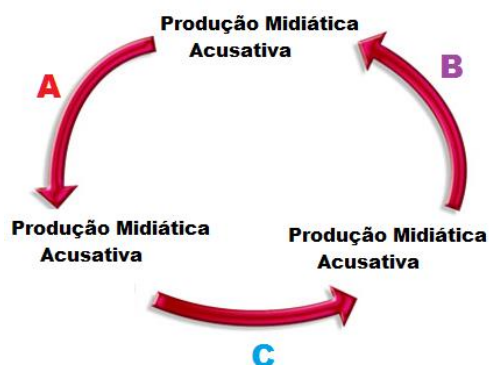 Produção Midiática
Acusativa
A
B
Produção Midiática
Acusativa
Produção Midiática
Acusativa
C